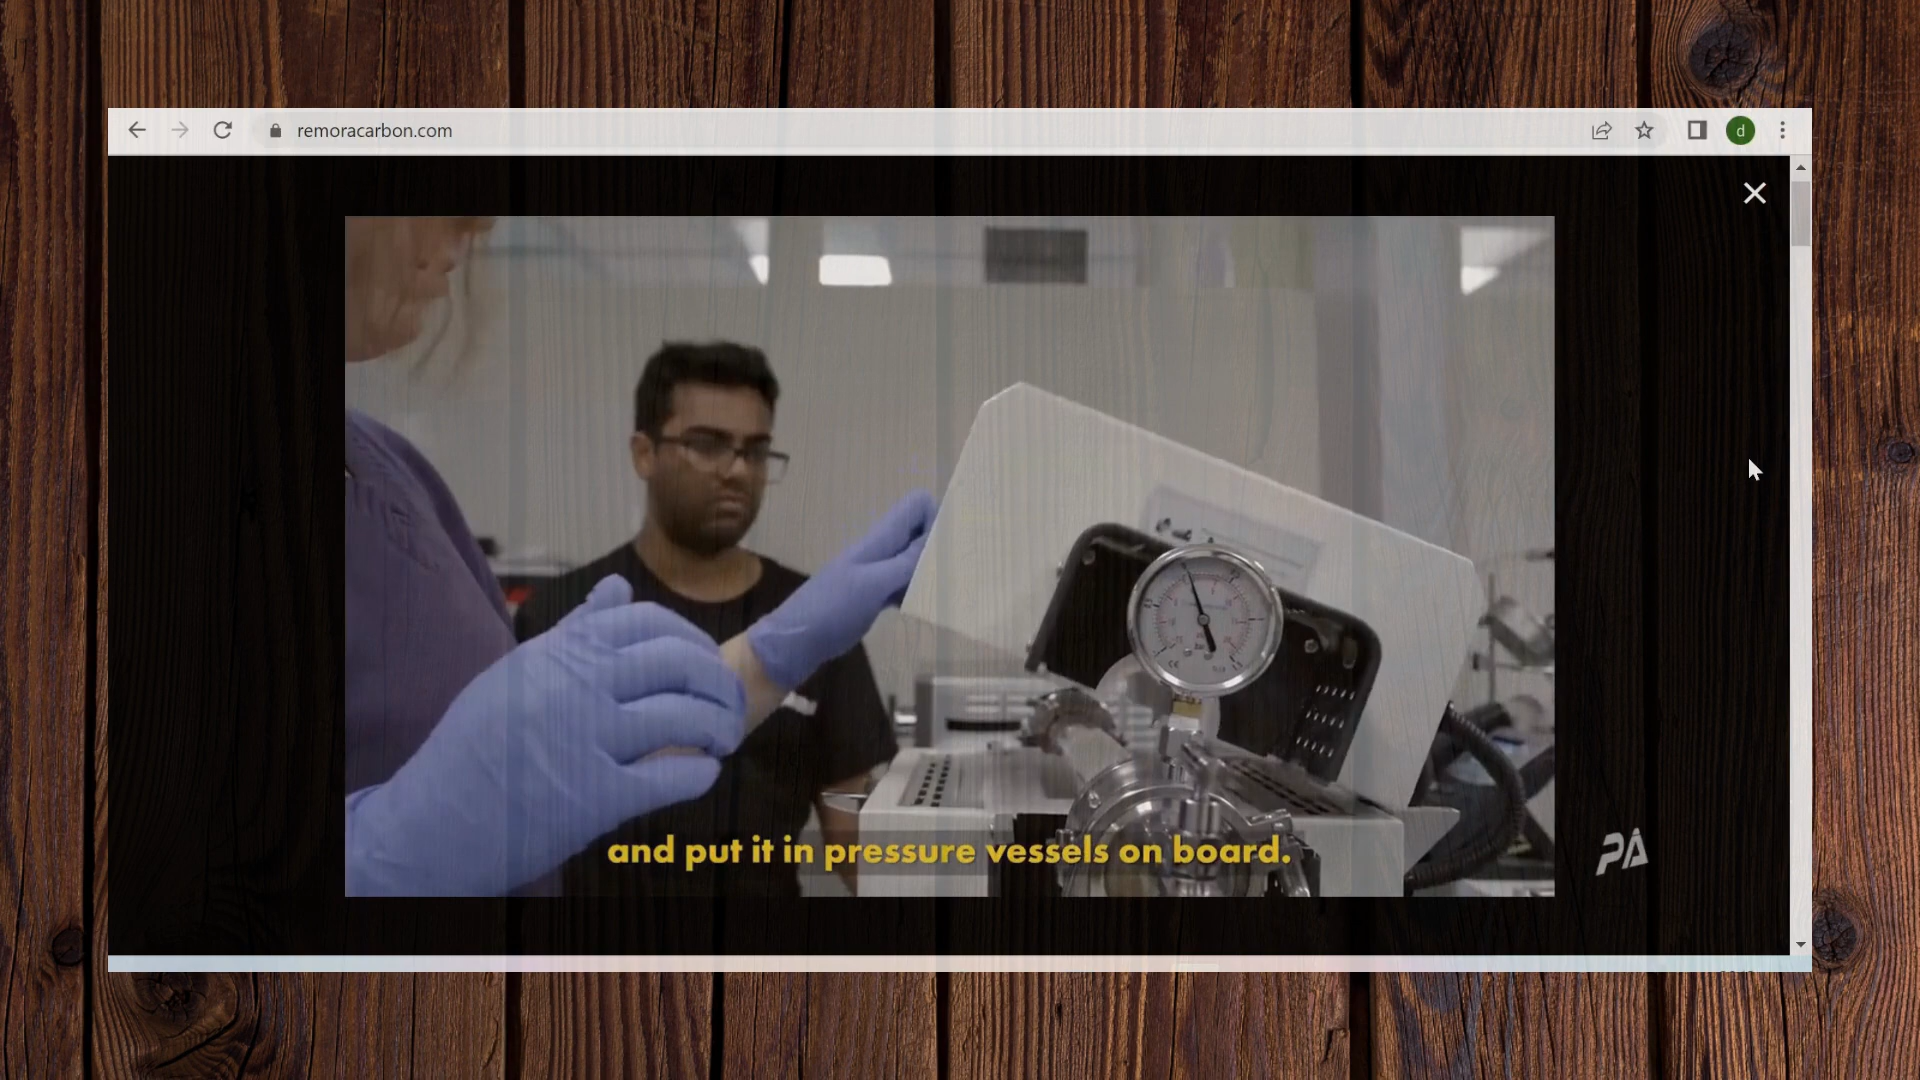 remoracarbon.com
d
and put it in pressure vessels on board.
PA